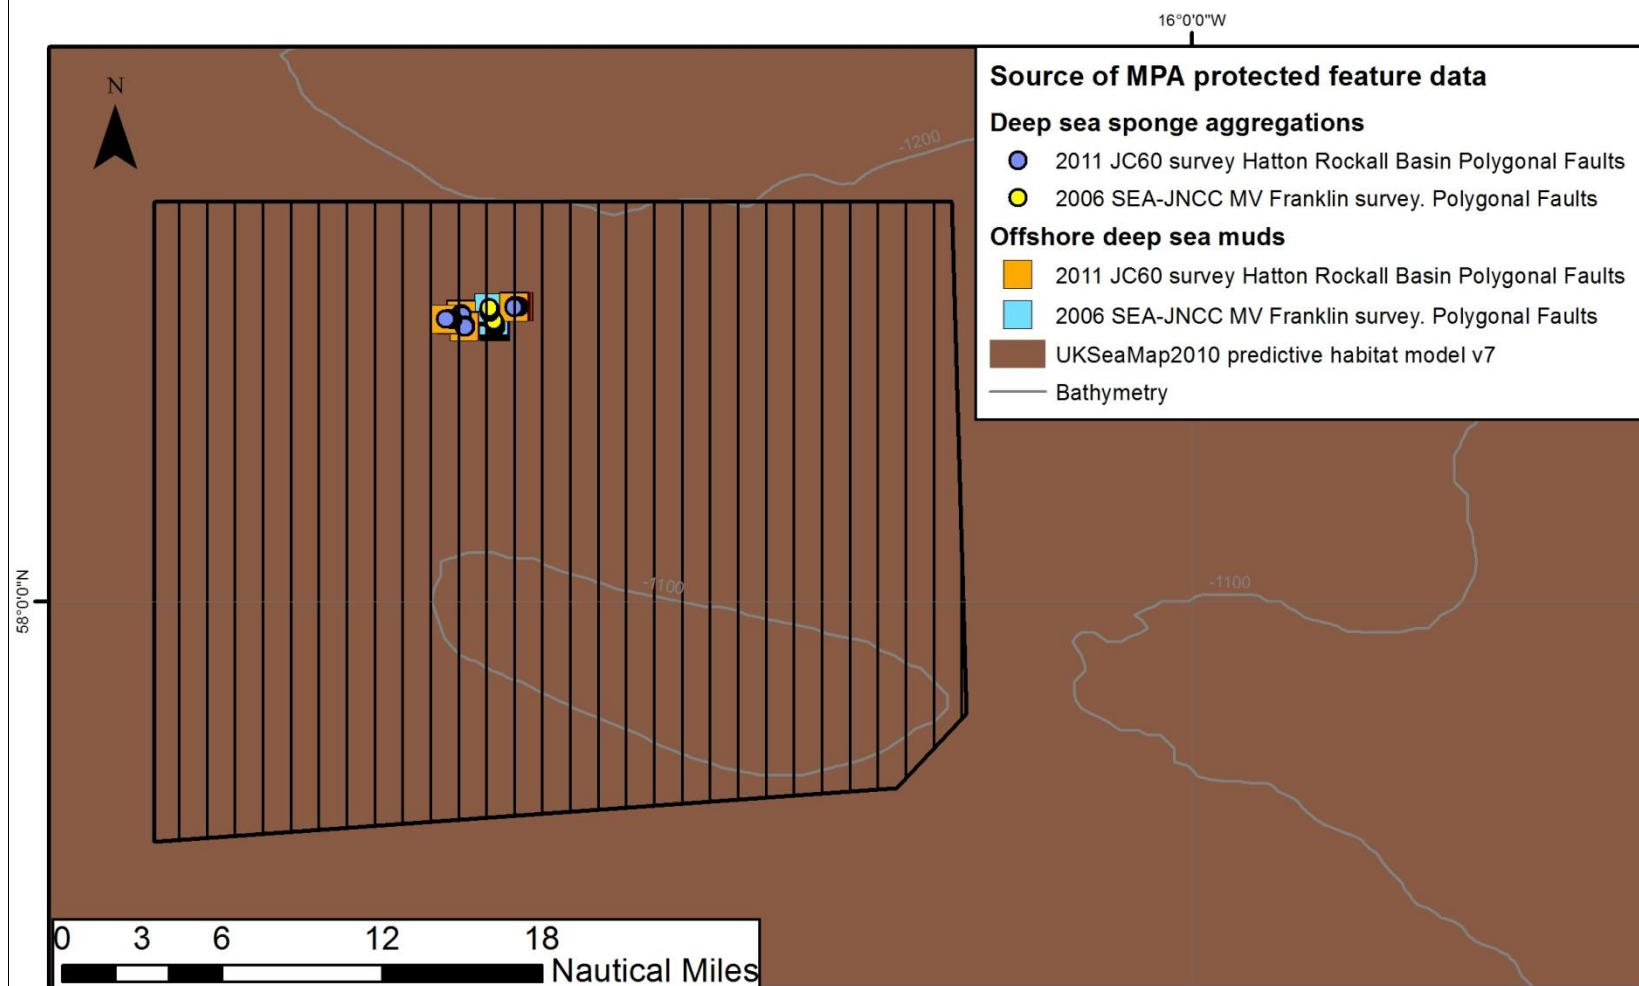 16°0'0"W
N
Source of MPA protected feature data
Deep sea sponge aggregations
2011 JC60 survey Hatton Rockall Basin Polygonal Faults
2006 SEA-JNCC MV Franklin survey. Polygonal Faults
Offshore deep sea muds
2011 JC60 survey Hatton Rockall Basin Polygonal Faults
2006 SEA-JNCC MV Franklin survey. Polygonal Faults
UKSeaMap2010 predictive habitat model v7
Bathymetry
-1200
-1100
-1100
58°0'0"N
0 3 6 12 18
Nautical Miles